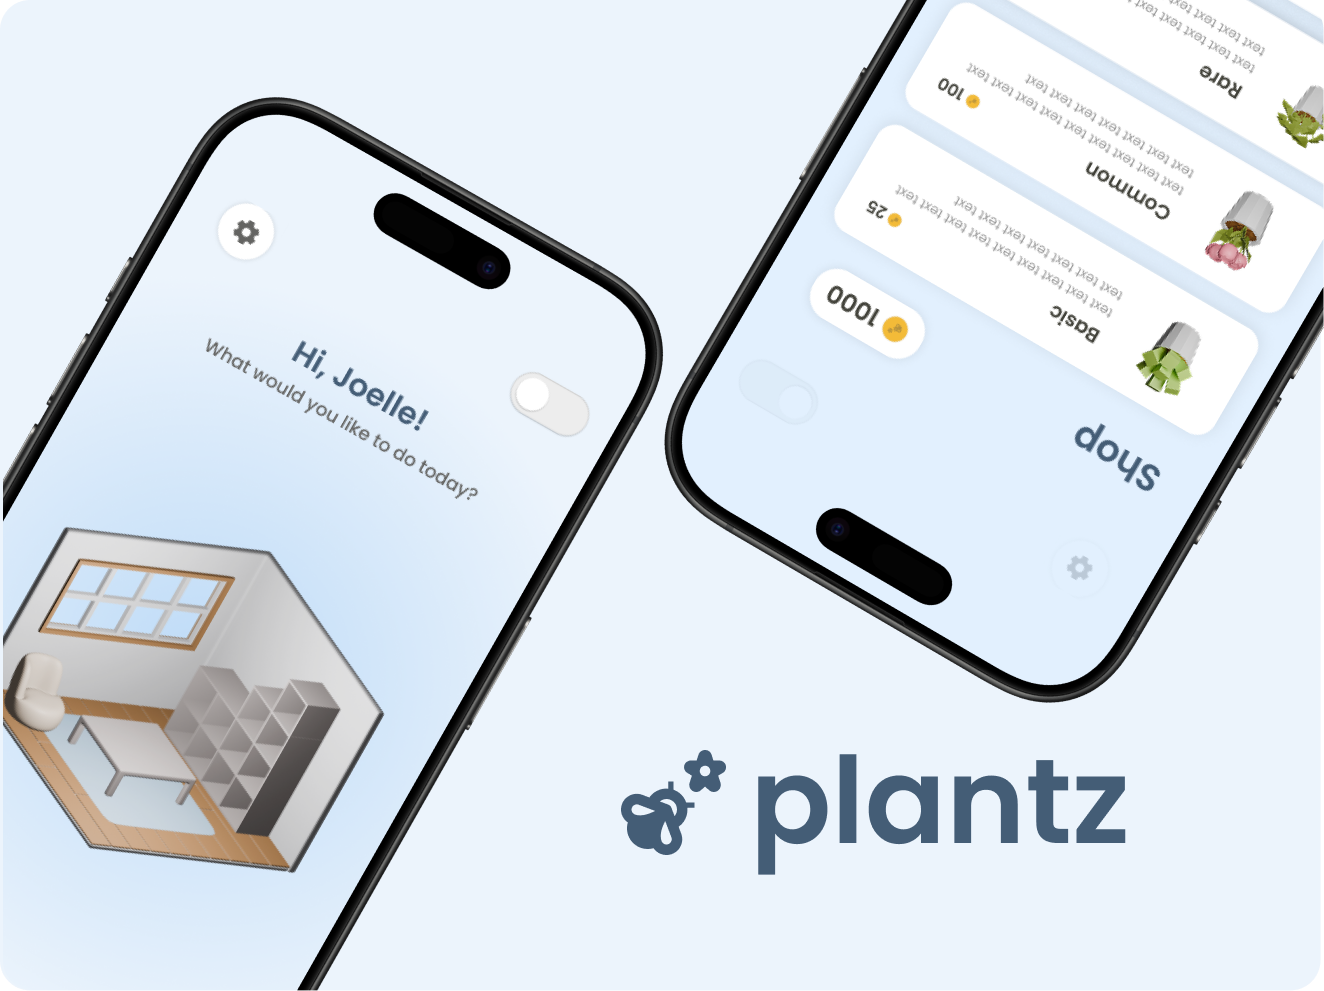 Hi, Joelle!
What would you like to do today?
Shop
1000
Basic
text text text text text text text text text
text text text text text text text
25
Common
text text text text text text text text text
text text text text text text text
100
Rare
text text text text text
text text text
plantz